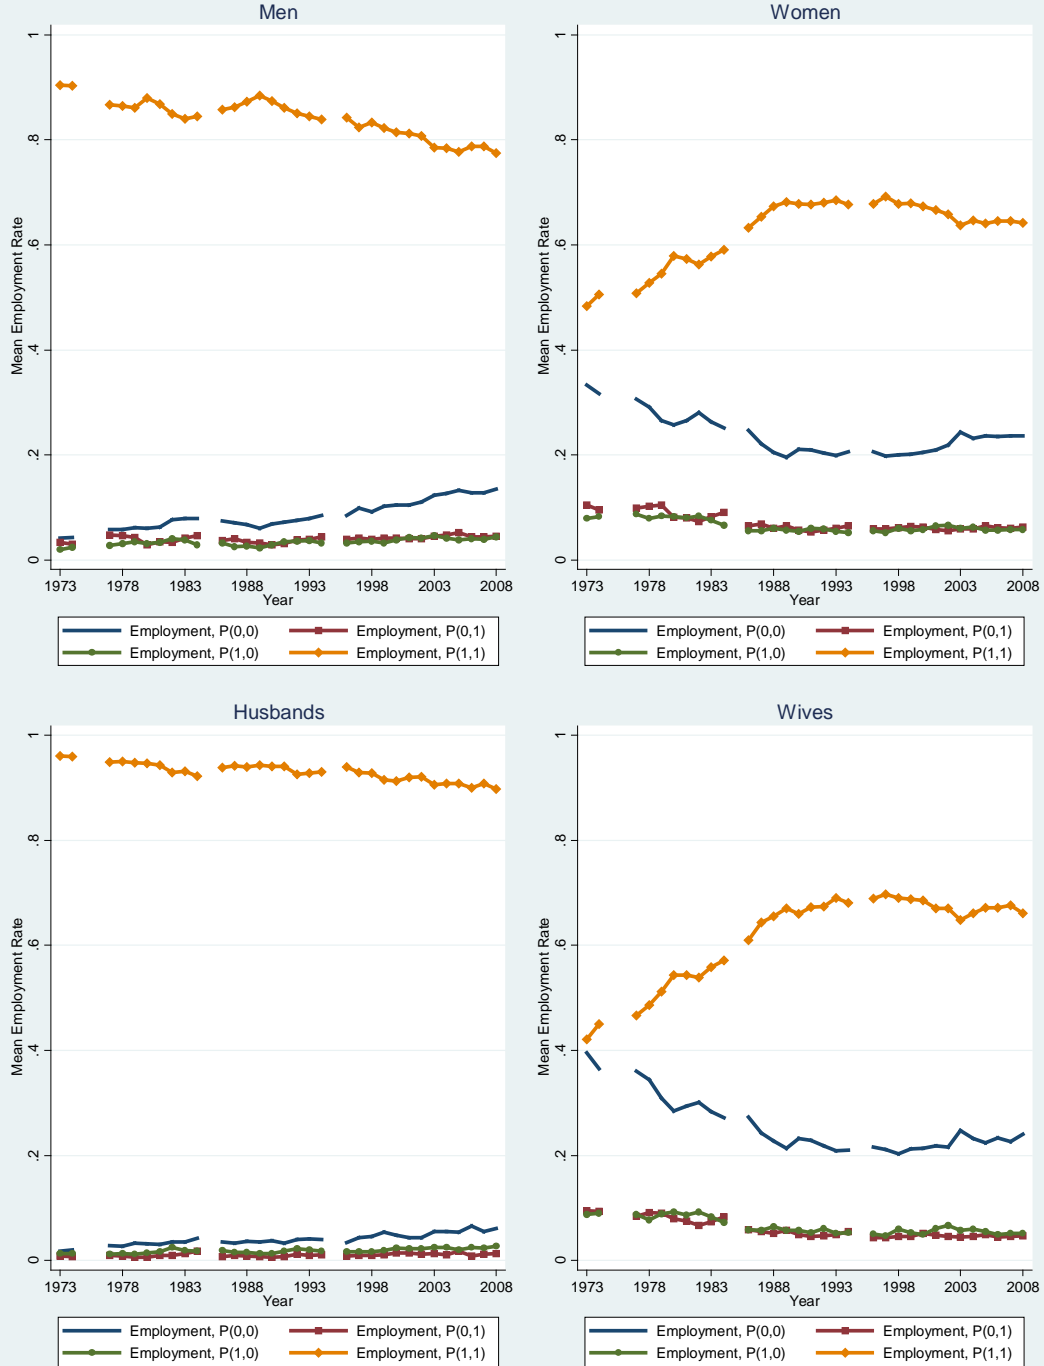 Men
Mean Employment Rate
1
.8
.6
.4
.2
0
1973 1978 1983 1988 1993 1998 2003 2008
Year
Employment, P(0,0) Employment, P(0,1)
Employment, P(1,0) Employment, P(1,1)
Women
Mean Employment Rate
1
.8
.6
.4
.2
0
1973 1978 1983 1988 1993 1998 2003 2008
Year
Employment, P(0,0) Employment, P(0,1)
Employment, P(1,0) Employment, P(1,1)
Husbands
Mean Employment Rate
1
.8
.6
.4
.2
0
1973 1978 1983 1988 1993 1998 2003 2008
Year
Employment, P(0,0) Employment, P(0,1)
Employment, P(1,0) Employment, P(1,1)
Wives
Mean Employment Rate
1
.8
.6
.4
.2
0
1973 1978 1983 1988 1993 1998 2003 2008
Year
Employment, P(0,0) Employment, P(0,1)
Employment, P(1,0) Employment, P(1,1)